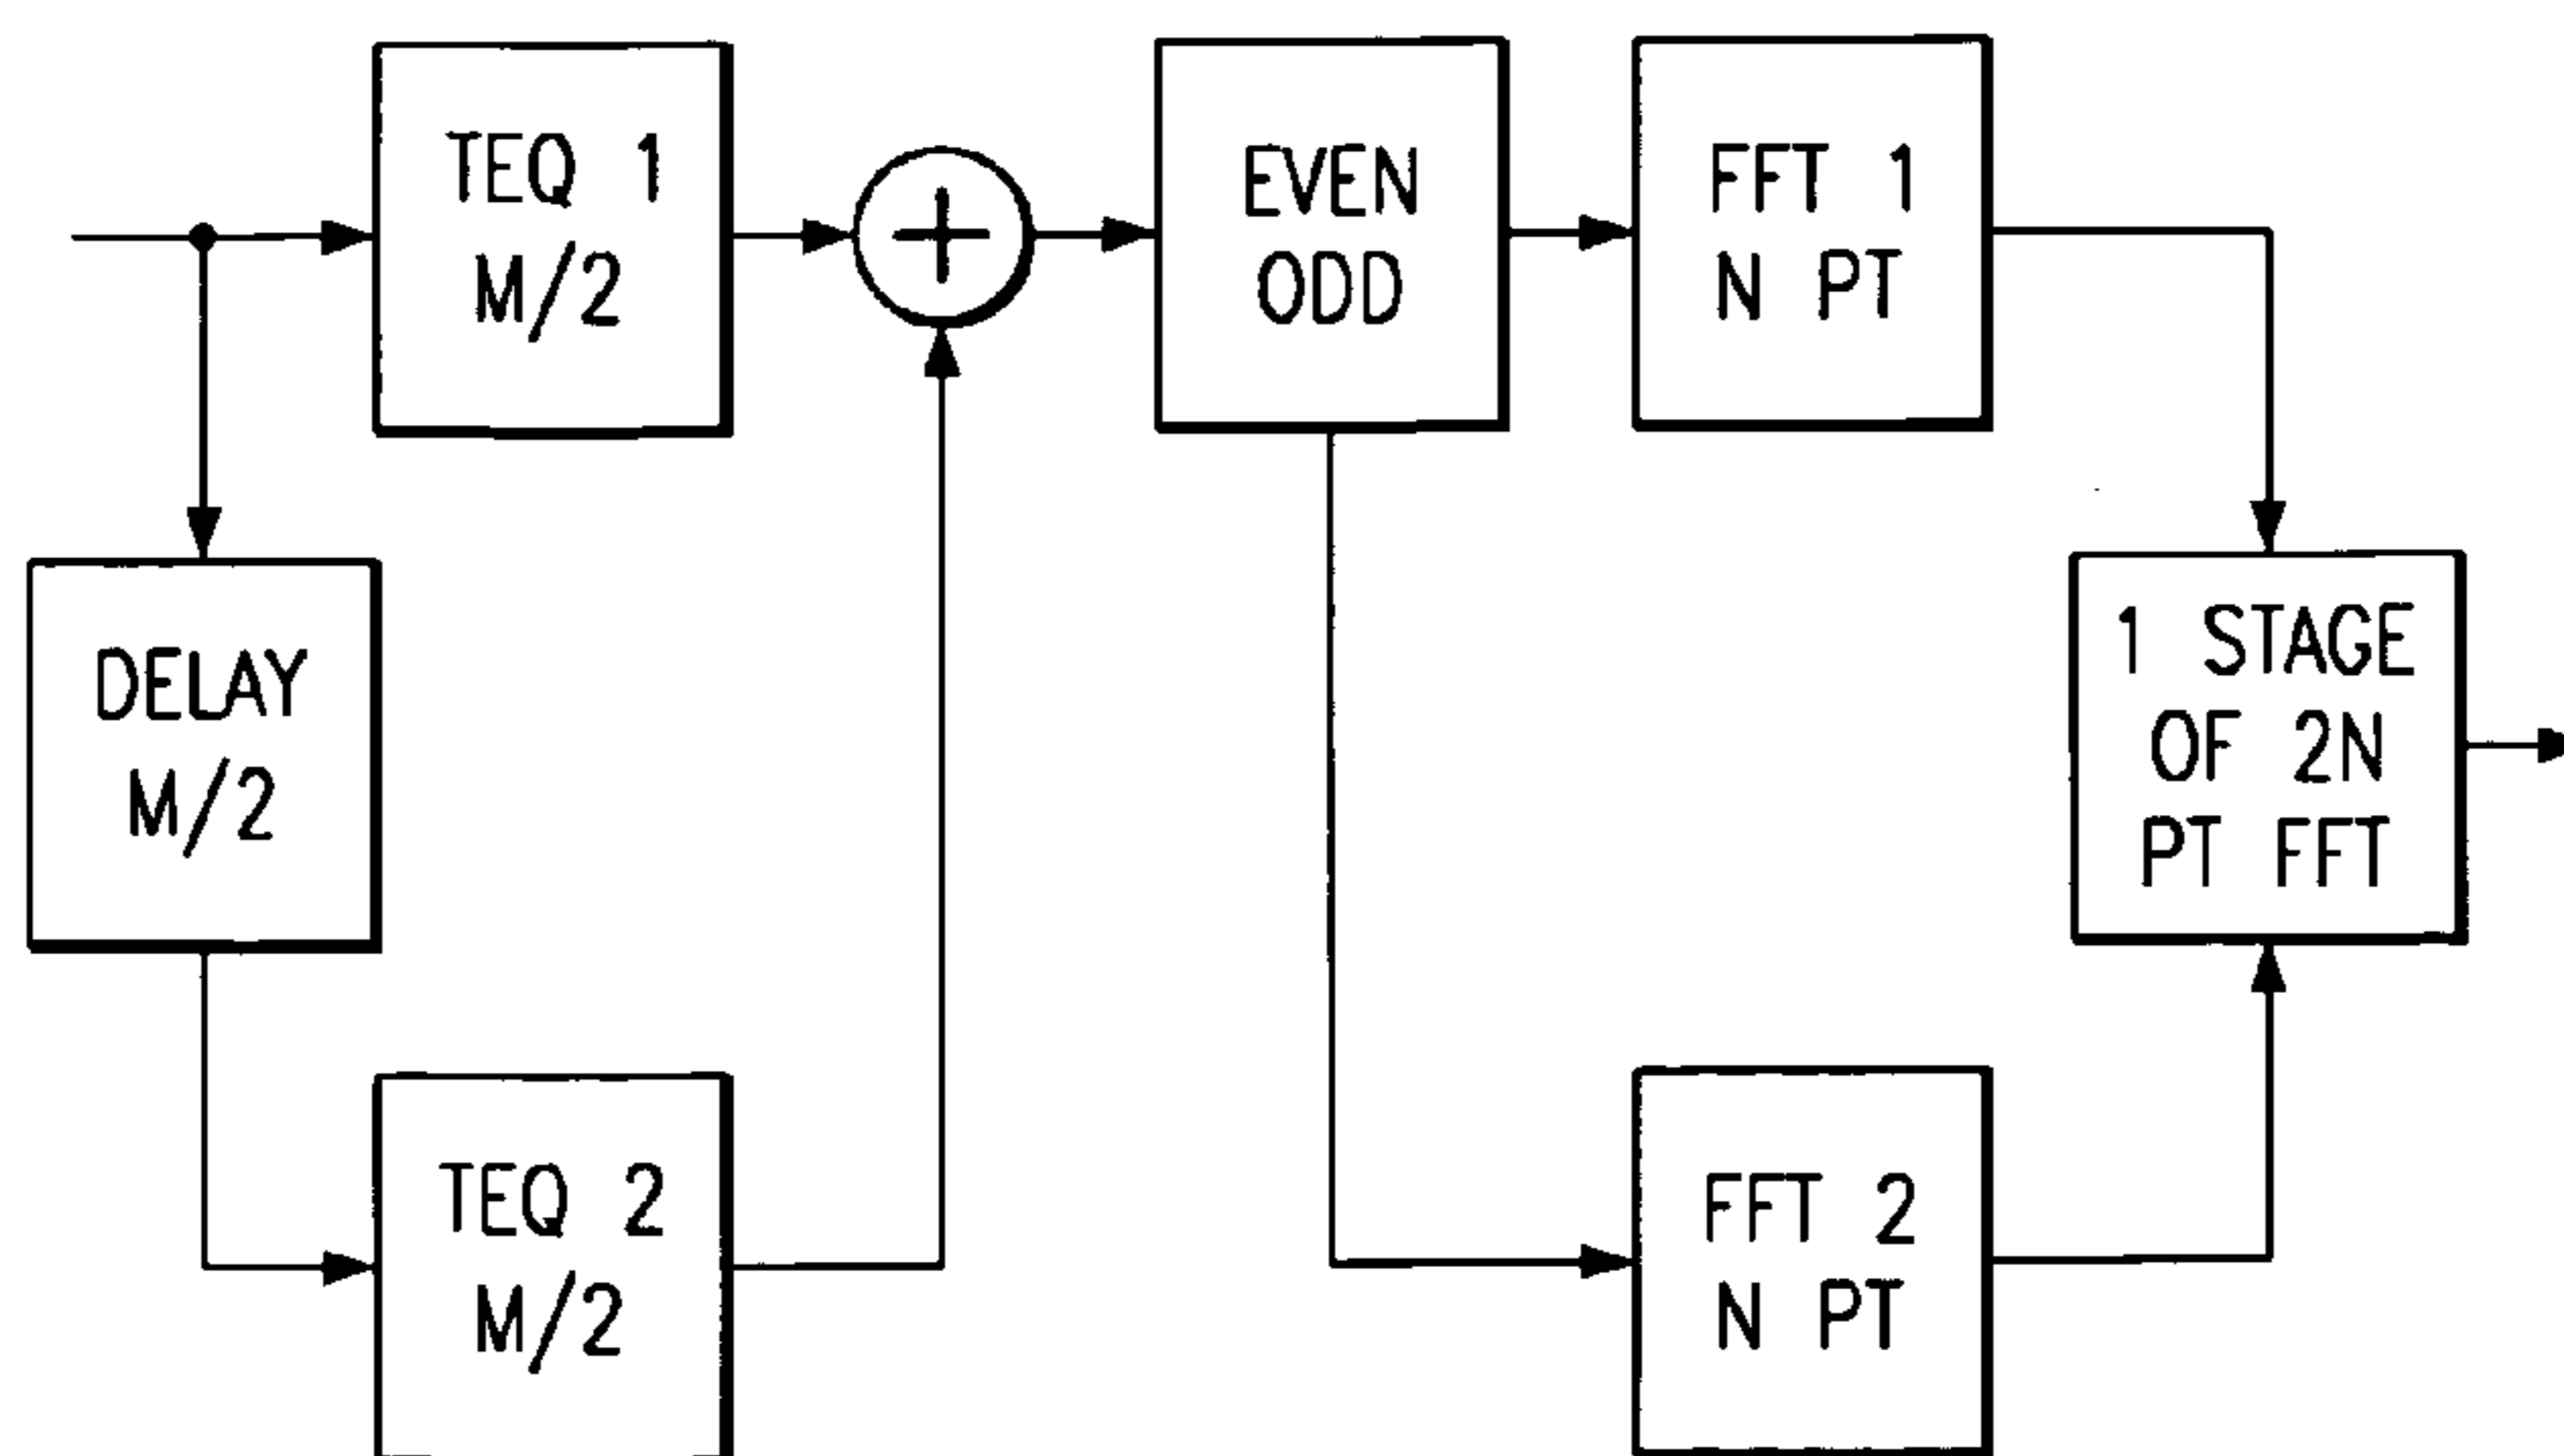 TEQ 1
M/2
+
EVEN
ODD
FFT 1
N PT
DELAY
M/2
1 STAGE
OF 2N
PT FFT
TEQ 2
M/2
FFT 2
N PT